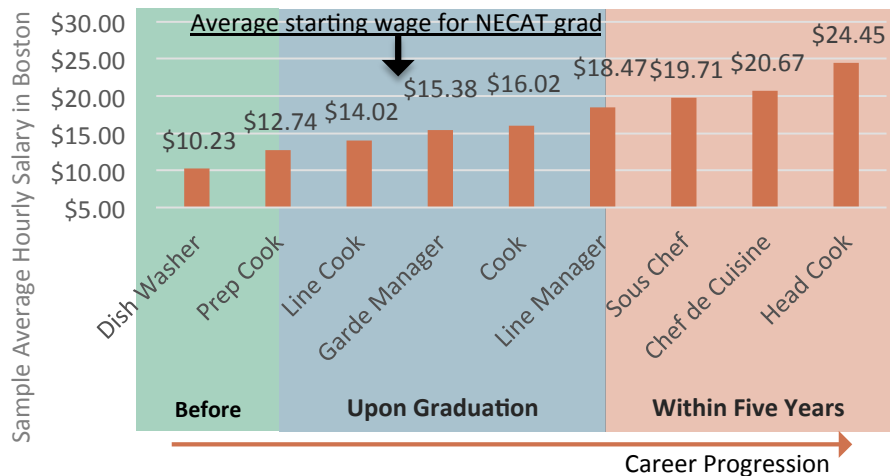 Average starting wage for NECAT grad
Sample Average Hourly Salary in Boston
$30.00
$25.00
$20.00
$15.00
$10.00
$5.00
$10.23
$12.74
$14.02
$15.38
$16.02
$18.47
$19.71
$20.67
$24.45
Dish Washer
Prep Cook
Line Cook
Garde Manager
Cook
Line Manager
Sous Chef
Chef de Cuisine
Head Cook
Before
Upon Graduation
Within Five Years
Career Progression